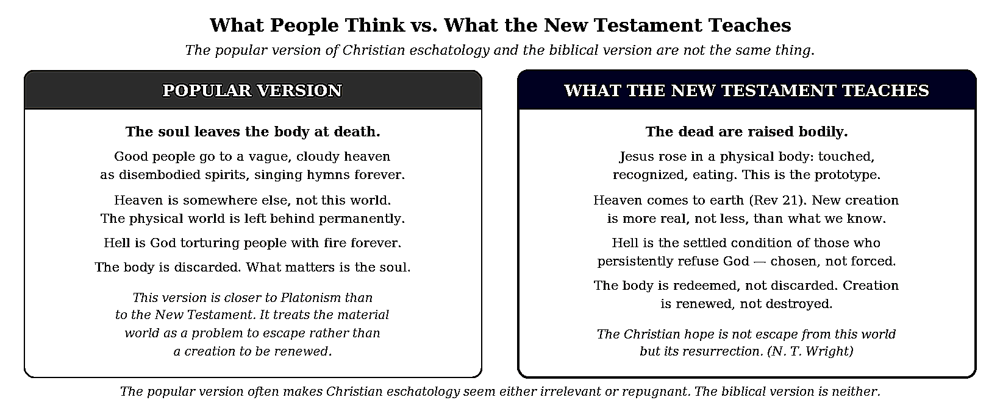 What People Think vs. What the New Testament Teaches
The popular version of Christian eschatology and the biblical version are not the same thing.
POPULAR VERSION
The soul leaves the body at death.
Good people go to a vague, cloudy heaven
as disembodied spirits, singing hymns forever.
Heaven is somewhere else, not this world.
The physical world is left behind permanently.
Hell is God torturing people with fire forever.
The body is discarded. What matters is the soul.
This version is closer to Platonism than
to the New Testament. It treats the material
world as a problem to escape rather than
a creation to be renewed.
WHAT THE NEW TESTAMENT TEACHES
The dead are raised bodily.
Jesus rose in a physical body: touched,
recognized, eating. This is the prototype.
Heaven comes to earth (Rev 21). New creation
is more real, not less, than what we know.
Hell is the settled condition of those who
persistently refuse God — chosen, not forced.
The body is redeemed, not discarded. Creation
is renewed, not destroyed.
The Christian hope is not escape from this world
but its resurrection. (N. T. Wright)
The popular version often makes Christian eschatology seem either irrelevant or repugnant. The biblical version is neither.